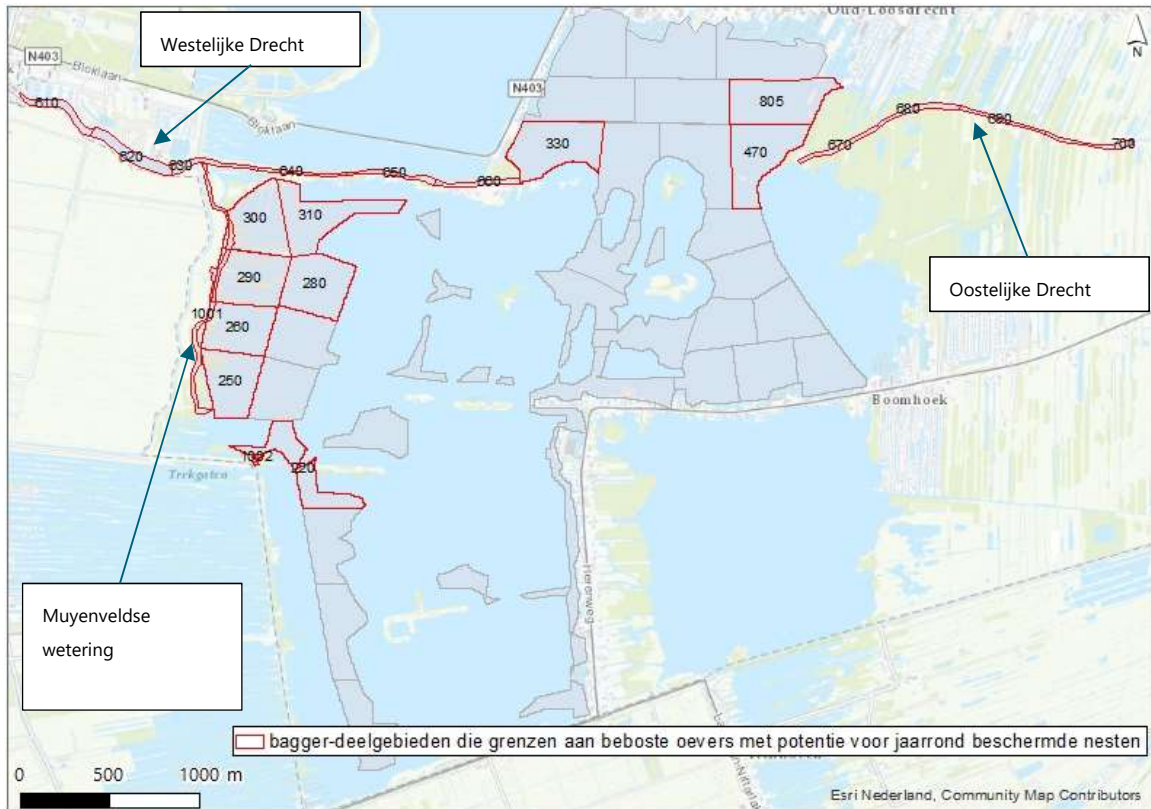 Oud-Loosdrecht
Westelijke Drecht
N403
Bloklaan
N
N403
Bloklaan
610
620
630
640
650
660
330
805
470
670
680
690
700
300
310
290
280
1001
260
250
Oostelijke Drecht
Boomhoek
1002
220
Trekgaten
Herenweg
Muyenveldse
wetering
bagger-deelgebieden die grenzen aan beboste oevers met potentie voor jaarrond beschermde nesten
0 500 1000 m
Esri Nederland, Community Map Contributors